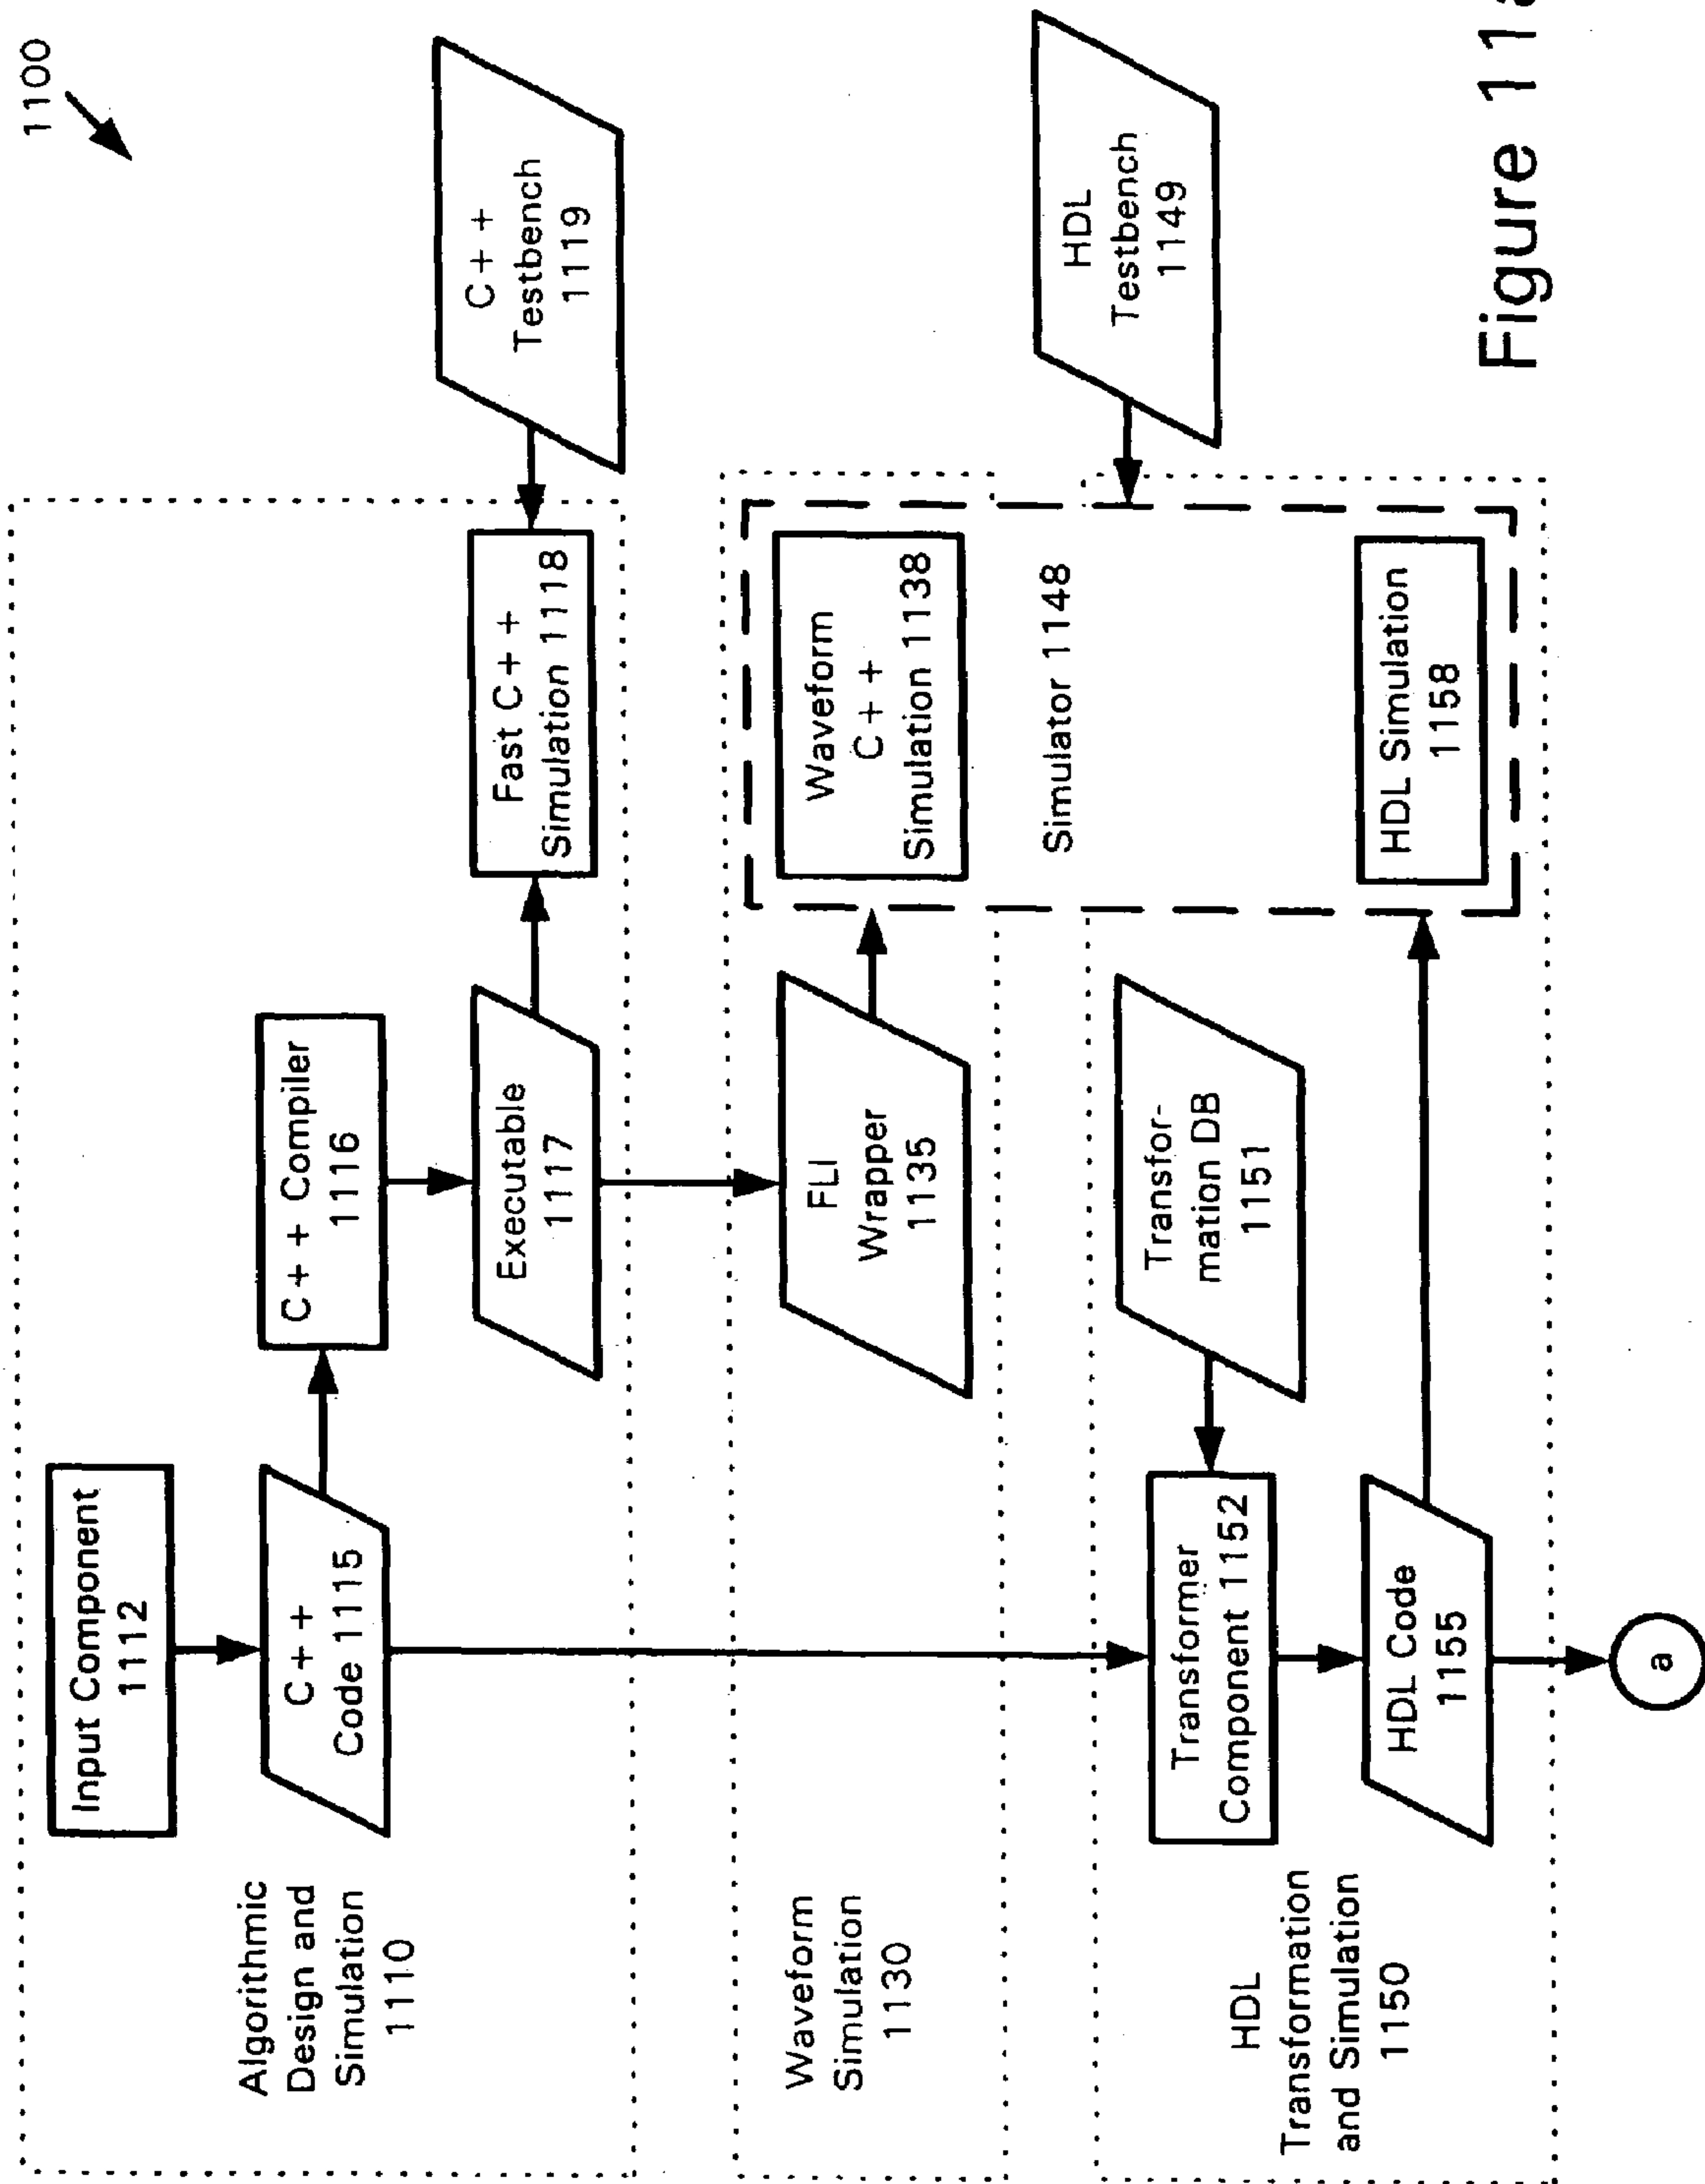 1100
Input Component
1112
C++
Code 1115
C++ Compiler
1116
Executable
1117
Fast C++
Simulation 1118
C++
Testbench
1119
Algorithmic
Design and
Simulation
1110
Waveform
Simulation
1130
FLI
Wrapper
1135
Waveform
C++
Simulation 1138
Simulator 1148
HDL
Testbench
1149
HDL
Transformation
and Simulation
1150
Transformer
Component 1152
Transfor-
mation DB
1151
HDL Code
1155
HDL Simulation
1158
a
Figure 11a